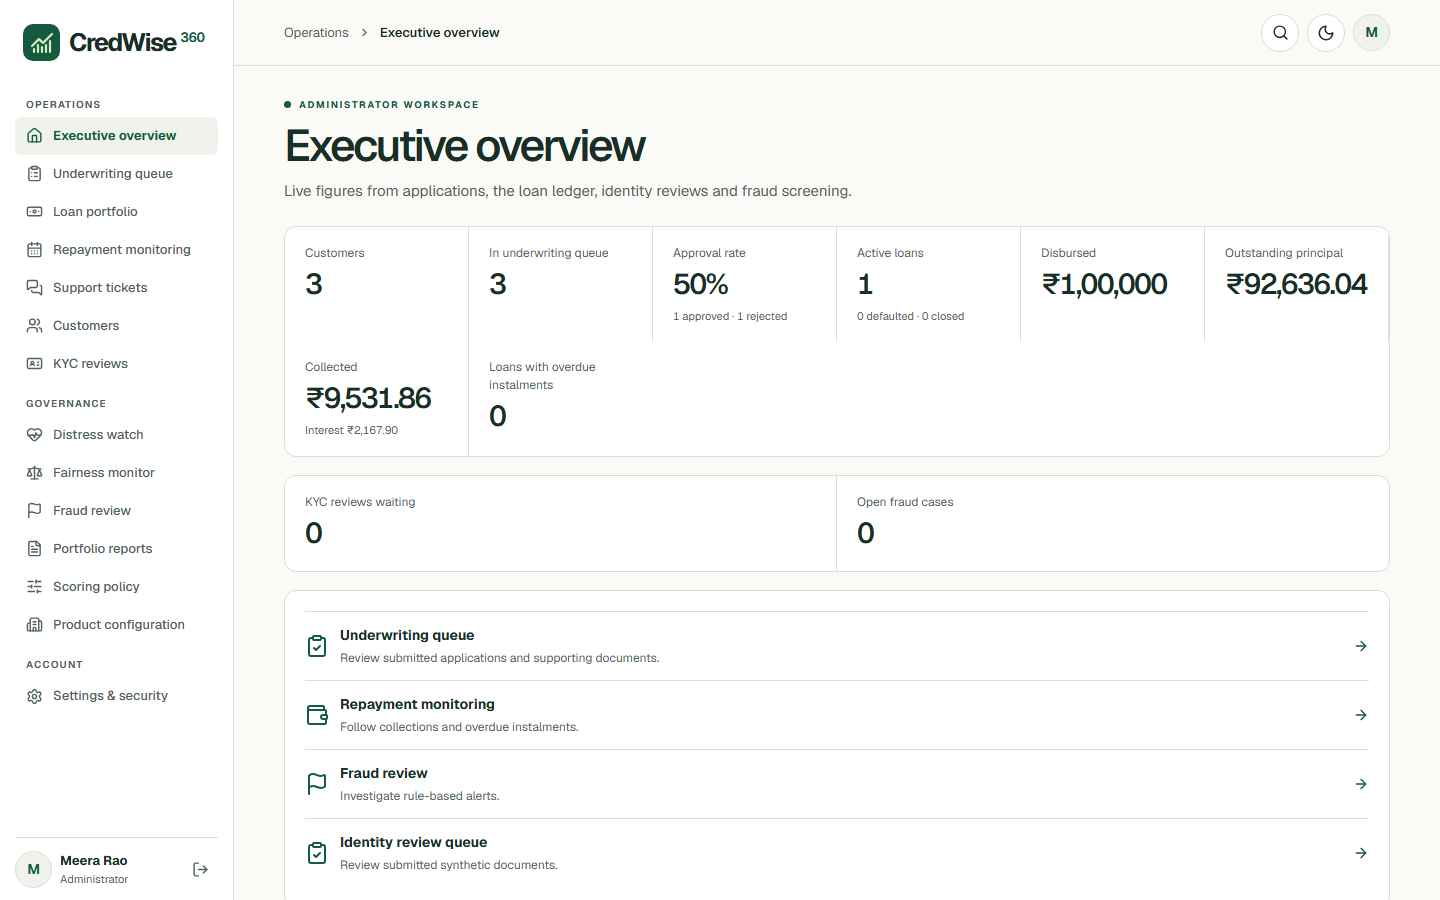 CredWise 360
OPERATIONS
Executive overview
Underwriting queue
Loan portfolio
Repayment monitoring
Support tickets
Customers
KYC reviews
GOVERNANCE
Distress watch
Fairness monitor
Fraud review
Portfolio reports
Scoring policy
Product configuration
ACCOUNT
Settings & security
M
Meera Rao
Administrator
Operations > Executive overview
M
ADMINISTRATOR WORKSPACE
Executive overview
Live figures from applications, the loan ledger, identity reviews and fraud screening.
Customers
3
In underwriting queue
3
Approval rate
50%
1 approved · 1 rejected
Active loans
1
0 defaulted · 0 closed
Disbursed
₹1,00,000
Outstanding principal
₹92,636.04
Collected
₹9,531.86
Interest ₹2,167.90
Loans with overdue
instalments
0
KYC reviews waiting
0
Open fraud cases
0
Underwriting queue
Review submitted applications and supporting documents.
Repayment monitoring
Follow collections and overdue instalments.
Fraud review
Investigate rule-based alerts.
Identity review queue
Review submitted synthetic documents.